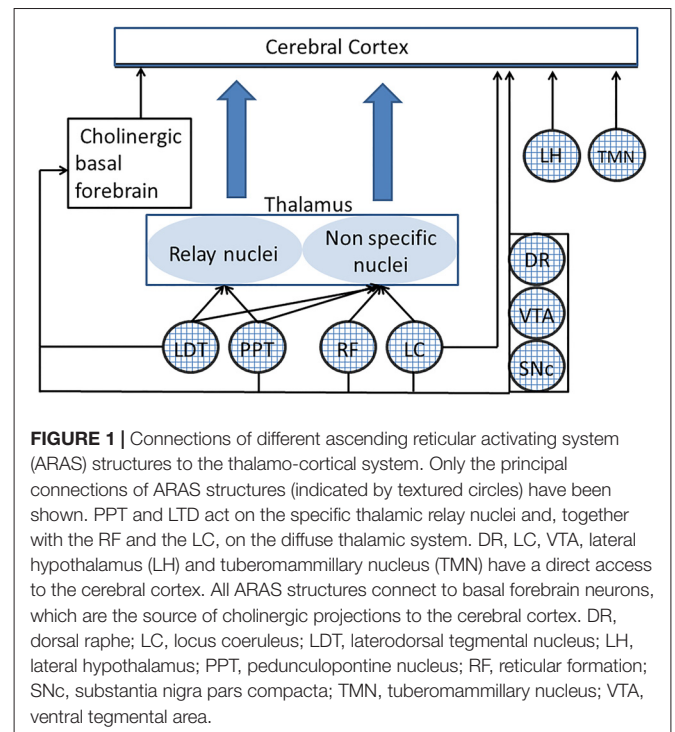 Cerebral Cortex
Cholinergic
basal
forebrain
LH
TMN
Thalamus
Relay nuclei
Non specific
nuclei
DR
VTA
SNc
LDT
PPT
RF
LC
FIGURE 1 | Connections of different ascending reticular activating system
(ARAS) structures to the thalamo-cortical system. Only the principal
connections of ARAS structures (indicated by textured circles) have been
shown. PPT and LTD act on the specific thalamic relay nuclei and, together
with the RF and the LC, on the diffuse thalamic system. DR, LC, VTA, lateral
hypothalamus (LH) and tuberomammillary nucleus (TMN) have a direct access
to the cerebral cortex. All ARAS structures connect to basal forebrain neurons,
which are the source of cholinergic projections to the cerebral cortex. DR,
dorsal raphe; LC, locus coeruleus; LDT, laterodorsal tegmental nucleus; LH,
lateral hypothalamus; PPT, pedunculopontine nucleus; RF, reticular formation;
SNc, substantia nigra pars compacta; TMN, tuberomammillary nucleus; VTA,
ventral tegmental area.